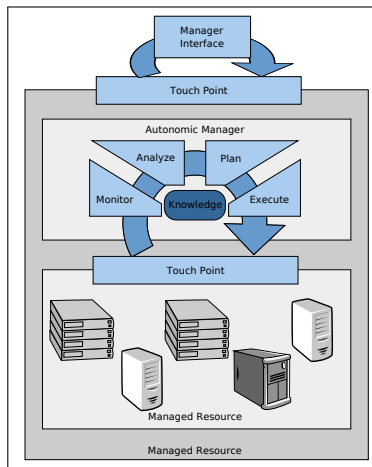 Manager
Interface
Touch Point
Autonomic Manager
Analyze
Plan
Monitor
Knowledge
Execute
Touch Point
Managed Resource
Managed Resource